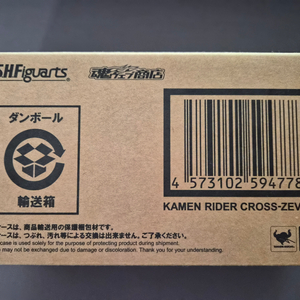 S.H.Figuarts
魂ウェブ商店
ダンボール
輸送箱
4 573102 59477
KAMEN RIDER CROSS-ZEV
ースは、商品輸送用の保護梱包材です。
ースは、つぶれ、汚れ等による交換は出来ません。ご了承ください。
case is used solely for the purpose of protecting product during shipment.
may not be exchanged due to damage or discoloration. Thank you for your understanding.